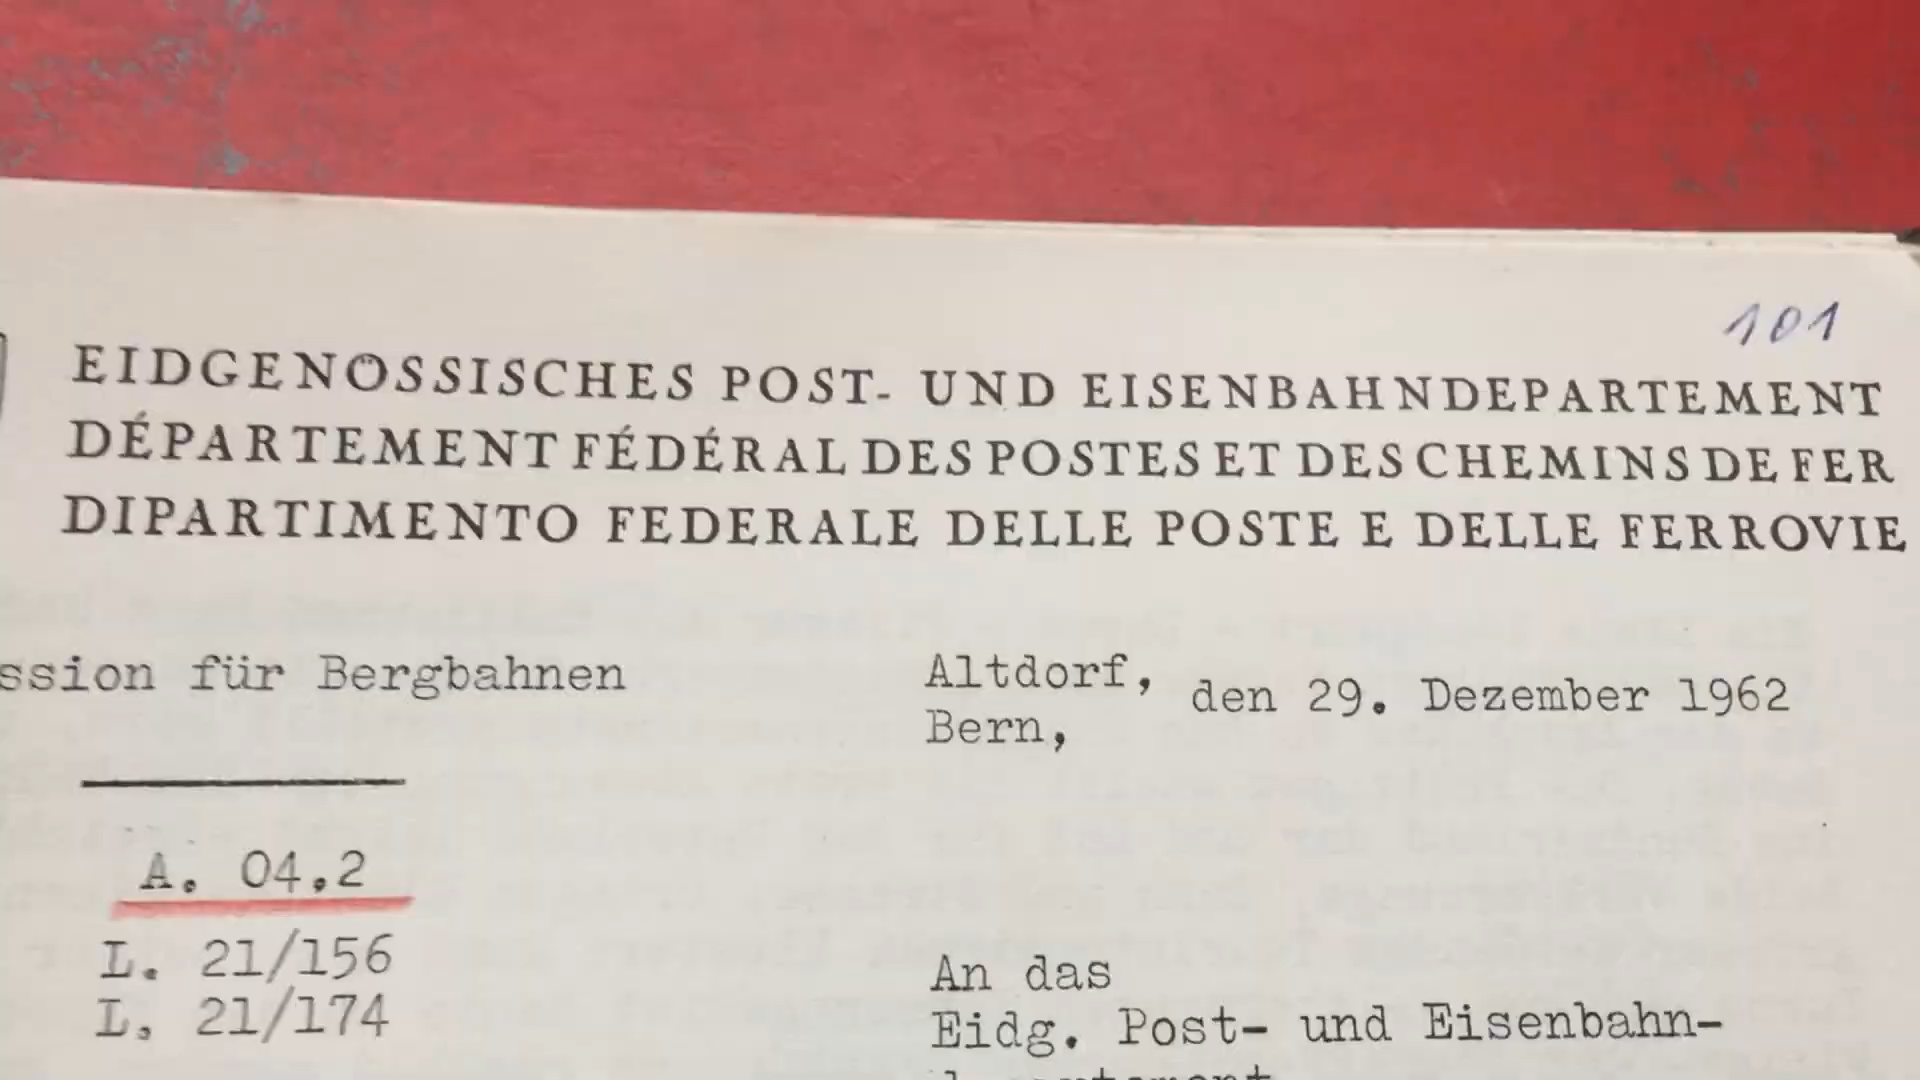 101
EIDGENÖSSISCHES POST- UND EISENBAHNDEPARTEMENT
DÉPARTEMENT FÉDÉRAL DES POSTES ET DES CHEMINS DE FER
DIPARTIMENTO FEDERALE DELLE POSTE E DELLE FERROVIE
für Bergbahnen
Altdorf, den 29. Dezember 1962
Bern,
A. 04.2
L. 21/156
L. 21/174
An das
Eidg. Post- und Eisenbahn-